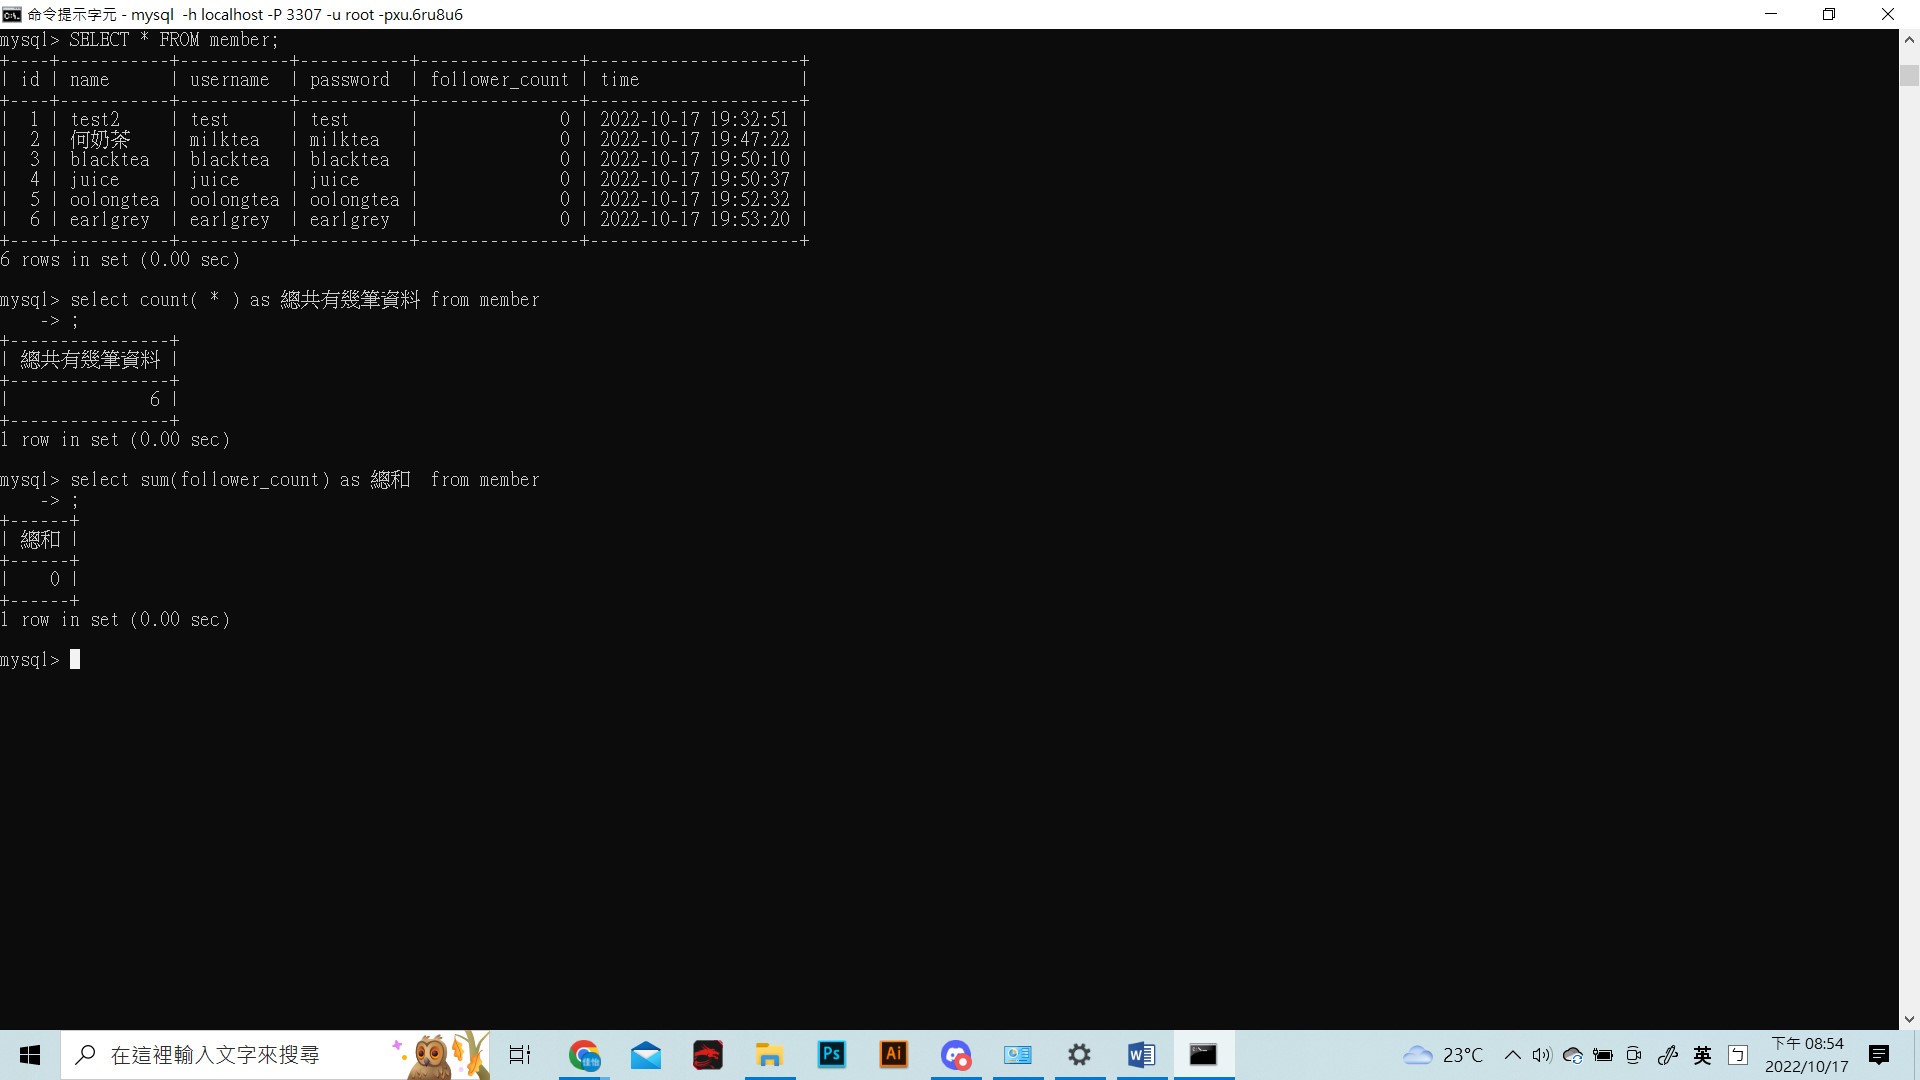 命令提示字元 - mysql  -h localhost -P 3307 -u root -pxu.6ru8u6
mysql> SELECT * FROM member;
+----+-----------+-----------+-----------+----------------+---------------------+
| id | name      | username  | password  | follower_count | time                |
+----+-----------+-----------+-----------+----------------+---------------------+
|  1 | test2     | test      | test      |              0 | 2022-10-17 19:32:51 |
|  2 | 何奶茶    | milktea   | milktea   |              0 | 2022-10-17 19:47:22 |
|  3 | blacktea  | blacktea  | blacktea  |              0 | 2022-10-17 19:50:10 |
|  4 | juice     | juice     | juice     |              0 | 2022-10-17 19:50:37 |
|  5 | oolongtea | oolongtea | oolongtea |              0 | 2022-10-17 19:52:32 |
|  6 | earlgrey  | earlgrey  | earlgrey  |              0 | 2022-10-17 19:53:20 |
+----+-----------+-----------+-----------+----------------+---------------------+
6 rows in set (0.00 sec)
mysql> select count( * ) as 總共有幾筆資料 from member
    -> ;
+----------------+
| 總共有幾筆資料 |
+----------------+
|              6 |
+----------------+
1 row in set (0.00 sec)
mysql> select sum(follower_count) as 總和  from member
    -> ;
+------+
| 總和 |
+------+
|    0 |
+------+
1 row in set (0.00 sec)
mysql>
在這裡輸入文字來搜尋
Ps
Ai
23°C
英
下午 08:54
2022/10/17